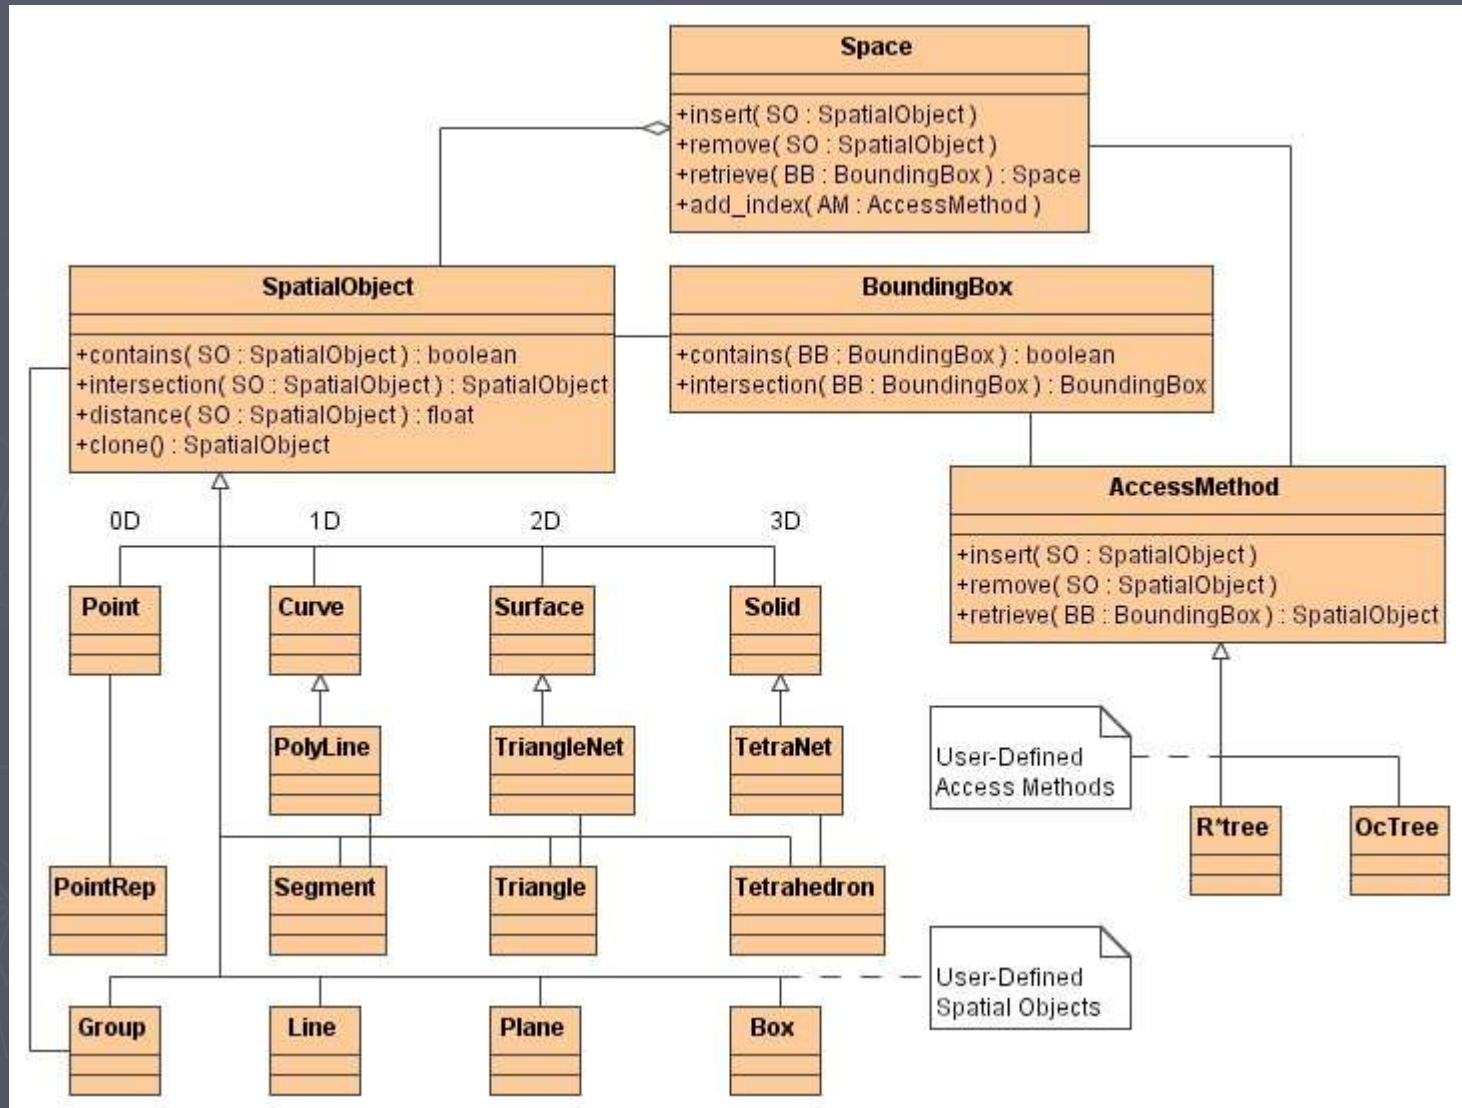 Space
+insert( SO : SpatialObject )
+remove( SO : SpatialObject )
+retrieve( BB : BoundingBox ) : Space
+add_index( AM : AccessMethod )
SpatialObject
+contains( SO : SpatialObject ) : boolean
+intersection( SO : SpatialObject ) : SpatialObject
+distance( SO : SpatialObject ) : float
+clone() : SpatialObject
BoundingBox
+contains( BB : BoundingBox ) : boolean
+intersection( BB : BoundingBox ) : BoundingBox
AccessMethod
+insert( SO : SpatialObject )
+remove( SO : SpatialObject )
+retrieve( BB : BoundingBox ) : SpatialObject
0D
1D
2D
3D
Point
Curve
Surface
Solid
PolyLine
TriangleNet
TetraNet
User-Defined
Access Methods
R*tree
OcTree
PointRep
Segment
Triangle
Tetrahedron
User-Defined
Spatial Objects
Group
Line
Plane
Box